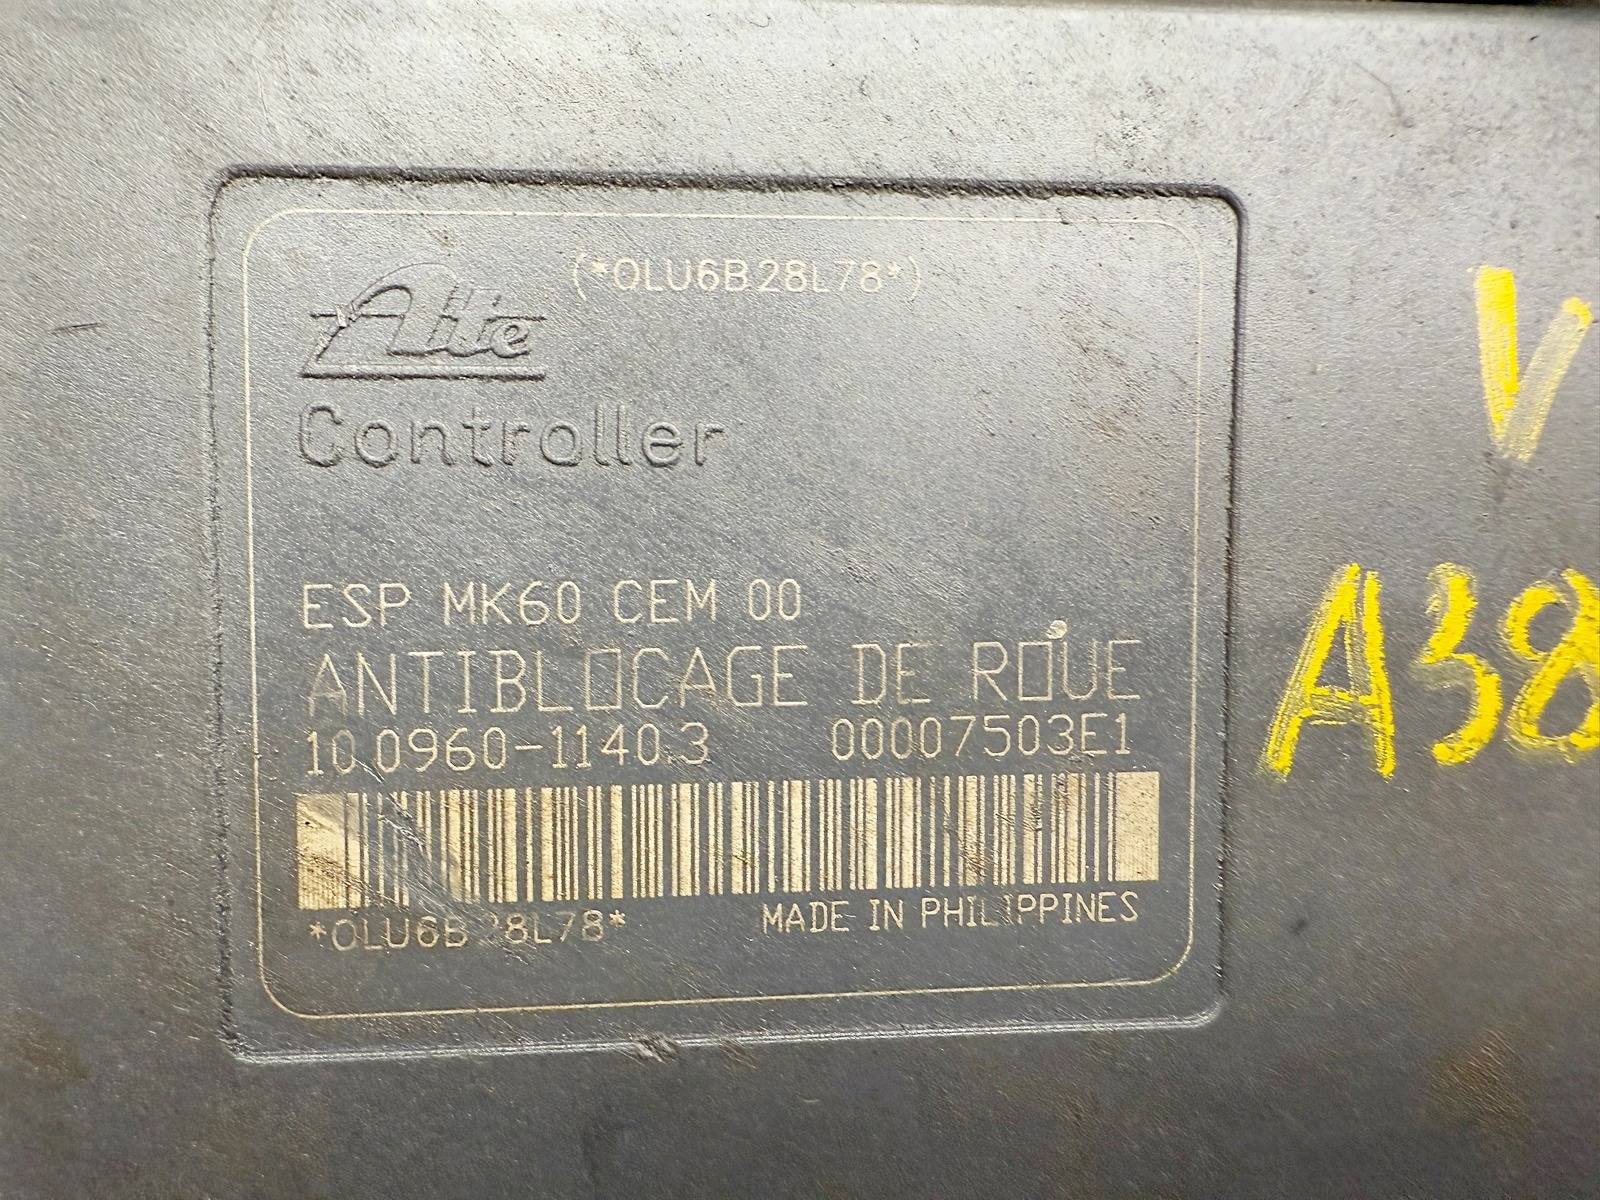 (*OLU6B28L78*)
Ate
Controller
ESP MK60 CEM 00
ANTIBLOCAGE DE ROUE
10.0960-1140.3 00007503E1
*OLU6B28L78*
MADE IN PHILIPPINES
V
A38